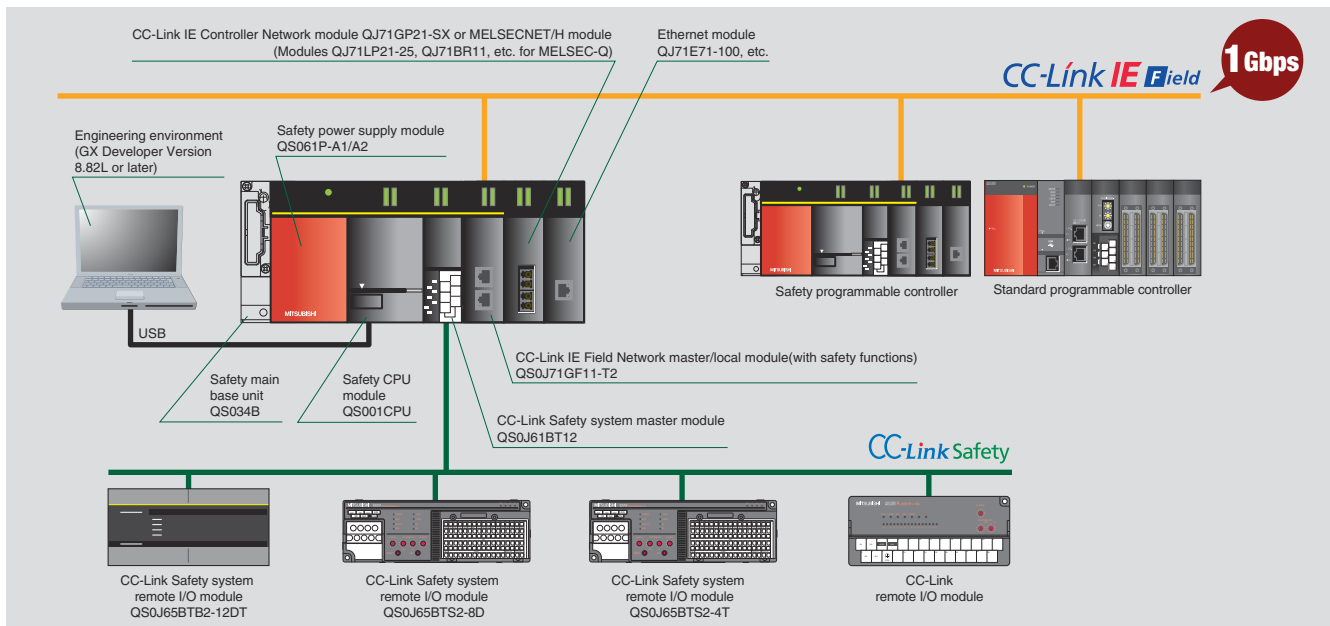 CC-Link IE Controller Network module QJ71GP21-SX or MELSECNET/H module
(Modules QJ71LP21-25, QJ71BR11, etc. for MELSEC-Q)
Ethernet module
QJ71E71-100, etc.
CC-Link IE Field
1 Gbps
Engineering environment
(GX Developer Version
8.82L or later)
Safety power supply module
QS061P-A1/A2
MITSUBISHI
MITSUBISHI
Safety programmable controller
Standard programmable controller
USB
Safety main
base unit
QS034B
Safety CPU
module
QS001CPU
CC-Link IE Field Network master/local module(with safety functions)
QS0J71GF11-T2
CC-Link Safety system master module
QS0J61BT12
CC-Link Safety
MITSUBISHI
MITSUBISHI
MITSUBISHI
CC-Link Safety system
remote I/O module
QS0J65BTB2-12DT
CC-Link Safety system
remote I/O module
QS0J65BTS2-8D
CC-Link Safety system
remote I/O module
QS0J65BTS2-4T
CC-Link
remote I/O module